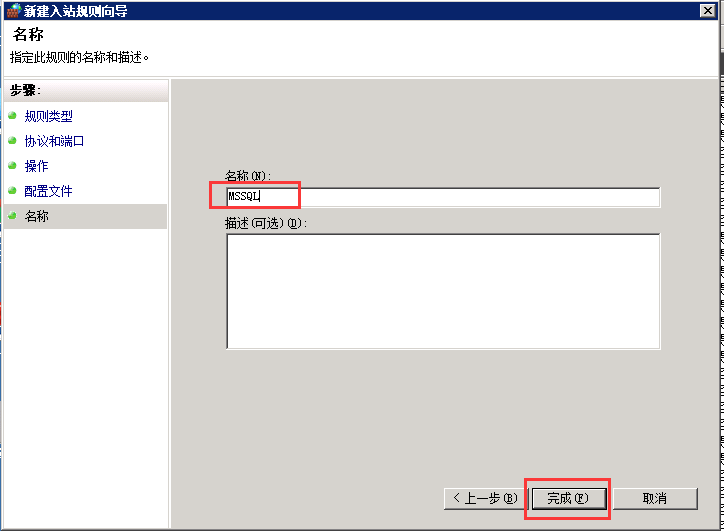 新建入站规则向导
名称
指定此规则的名称和描述。
步骤:
规则类型
协议和端口
操作
配置文件
名称
名称(N):
MSSQL
描述(可选)(D):
< 上一步(B)
完成(F)
取消